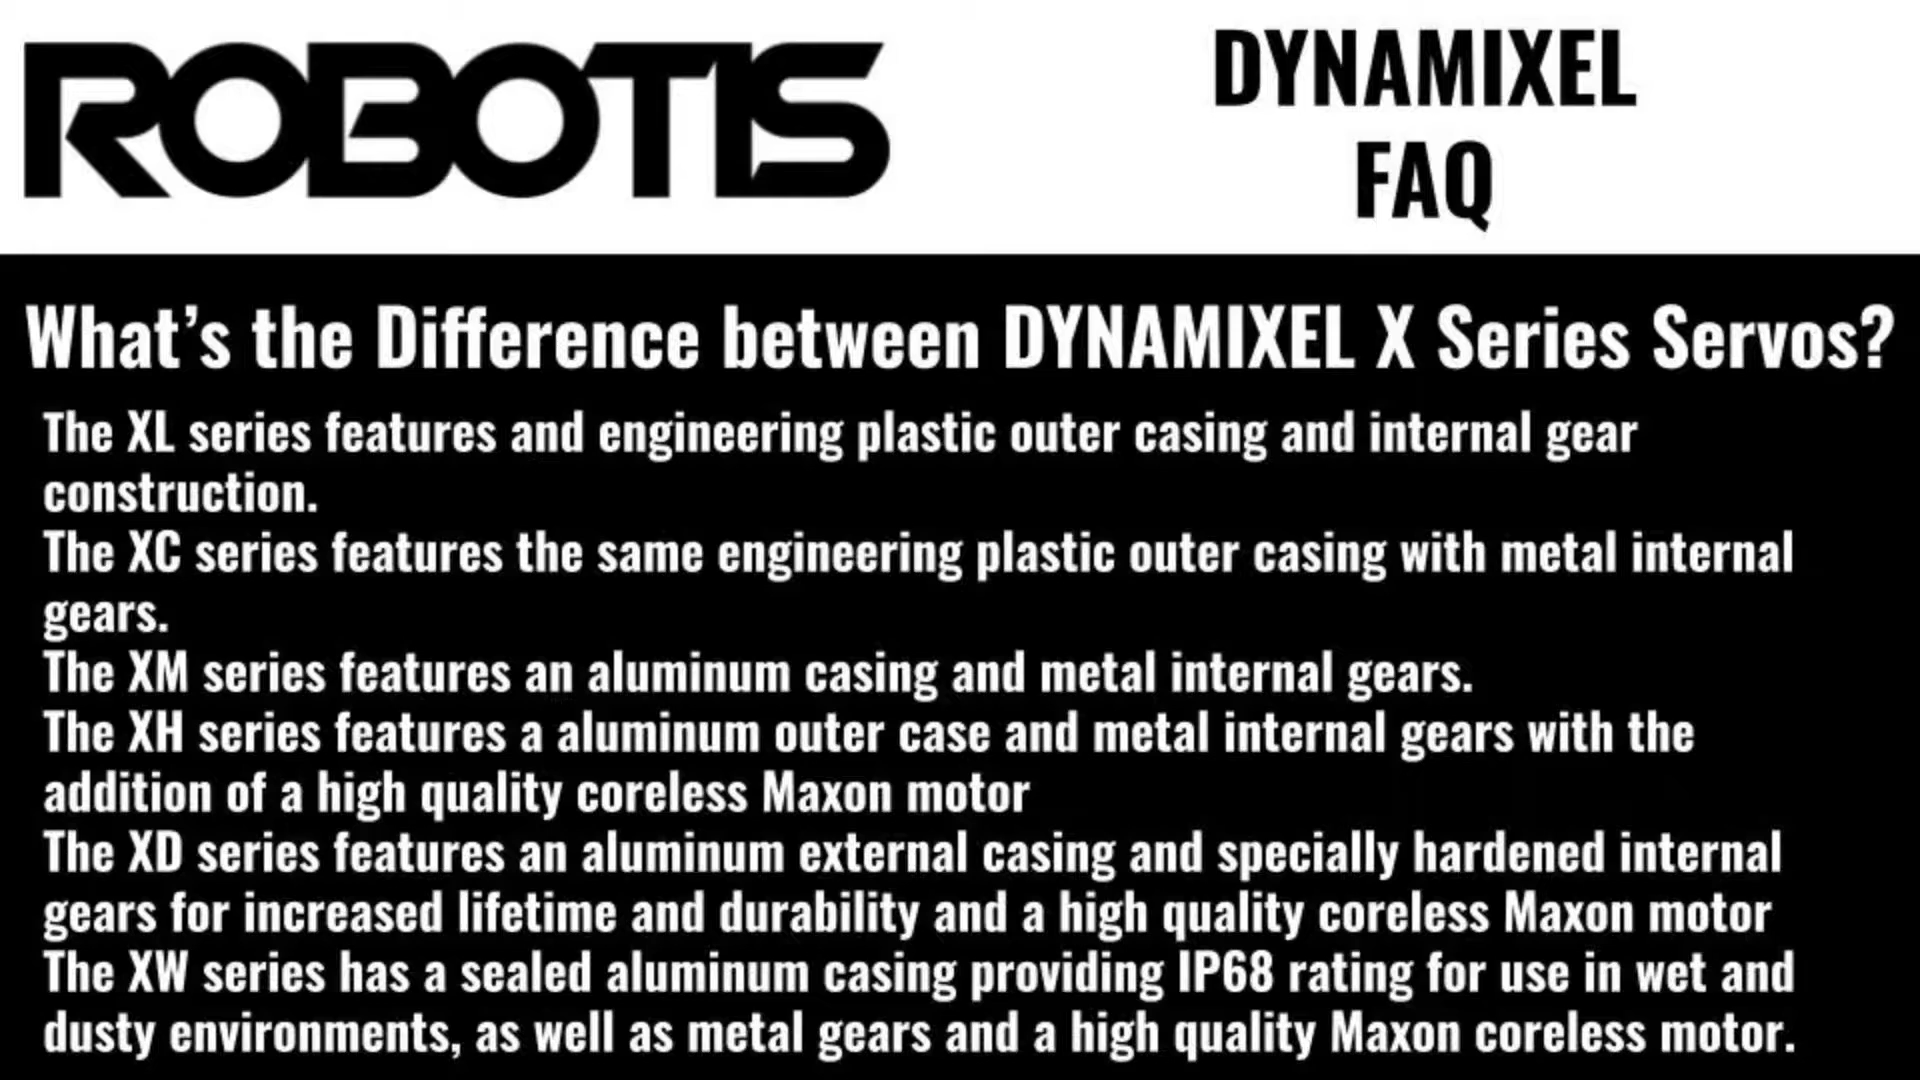 ROBOTIS
DYNAMIXEL
FAQ
What's the Difference between DYNAMIXEL X Series Servos?
The XL series features and engineering plastic outer casing and internal gear
construction.
The XC series features the same engineering plastic outer casing with metal internal
gears.
The XM series features an aluminum casing and metal internal gears.
The XH series features a aluminum outer case and metal internal gears with the
addition of a high quality coreless Maxon motor
The XD series features an aluminum external casing and specially hardened internal
gears for increased lifetime and durability and a high quality coreless Maxon motor
The XW series has a sealed aluminum casing providing IP68 rating for use in wet and
dusty environments, as well as metal gears and a high quality Maxon coreless motor.